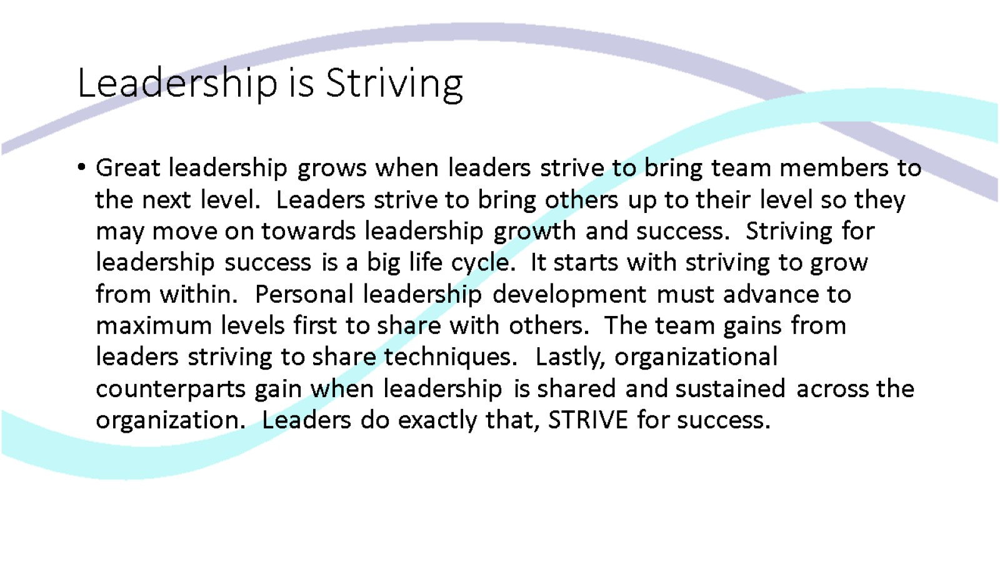 Leadership is Striving
• Great leadership grows when leaders strive to bring team members to
the next level.  Leaders strive to bring others up to their level so they
may move on towards leadership growth and success.  Striving for
leadership success is a big life cycle.  It starts with striving to grow
from within.  Personal leadership development must advance to
maximum levels first to share with others.  The team gains from
leaders striving to share techniques.  Lastly, organizational
counterparts gain when leadership is shared and sustained across the
organization.  Leaders do exactly that, STRIVE for success.